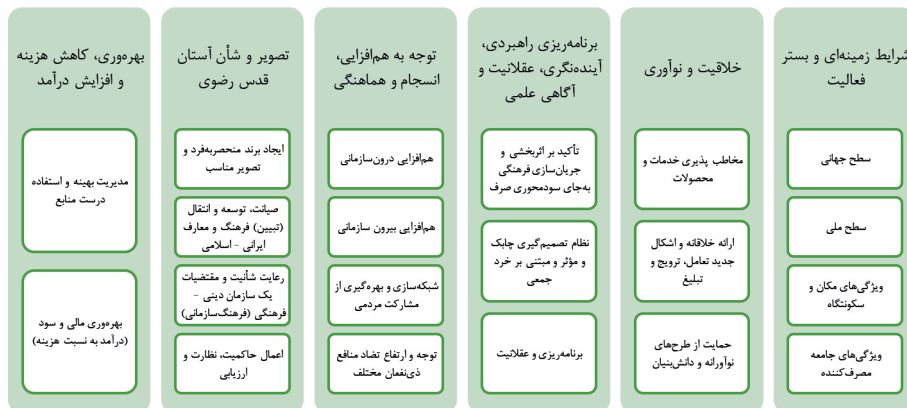 شرایط زمینه‌ای و بستر
فعالیت
سطح جهانی
سطح ملی
ویژگی‌های مکان و
سکونتگاه
ویژگی‌های جامعه
مصرف‌کننده
خلاقیت و نوآوری
مخاطب پذیری خدمات و
محصولات
ارائه خلاقانه و اشکال
جدید تعامل، ترویج و
تبلیغ
حمایت از طرح‌های
نوآورانه و دانش‌بنیان
برنامه‌ریزی راهبردی،
آینده‌نگری، عقلانیت و
آگاهی علمی
تأکید بر اثربخشی و
جریان‌سازی فرهنگی
به‌جای سودمحوری صرف
نظام تصمیم‌گیری چابک
و مؤثر و مبتنی بر خرد
جمعی
برنامه‌ریزی و عقلانیت
توجه به هم‌افزایی،
انسجام و هماهنگی
هم‌افزایی درون‌سازمانی
هم‌افزایی بیرون سازمانی
شبکه‌سازی و بهره‌گیری از
مشارکت مردمی
توجه و ارتفاع تضاد منافع
ذی‌نفعان مختلف
تصویر و شأن آستان
قدس رضوی
ایجاد برند منحصربه‌فرد و
تصویر مناسب
صیانت، توسعه و انتقال
(تبیین) فرهنگ و معارف
ایرانی - اسلامی
رعایت شأنیت و مقتضیات
یک سازمان دینی -
فرهنگی (فرهنگ‌سازمانی)
اعمال حاکمیت، نظارت و
ارزیابی
بهره‌وری، کاهش هزینه
و افزایش درآمد
مدیریت بهینه و استفاده
درست منابع
بهره‌وری مالی و سود
(درآمد به نسبت هزینه)